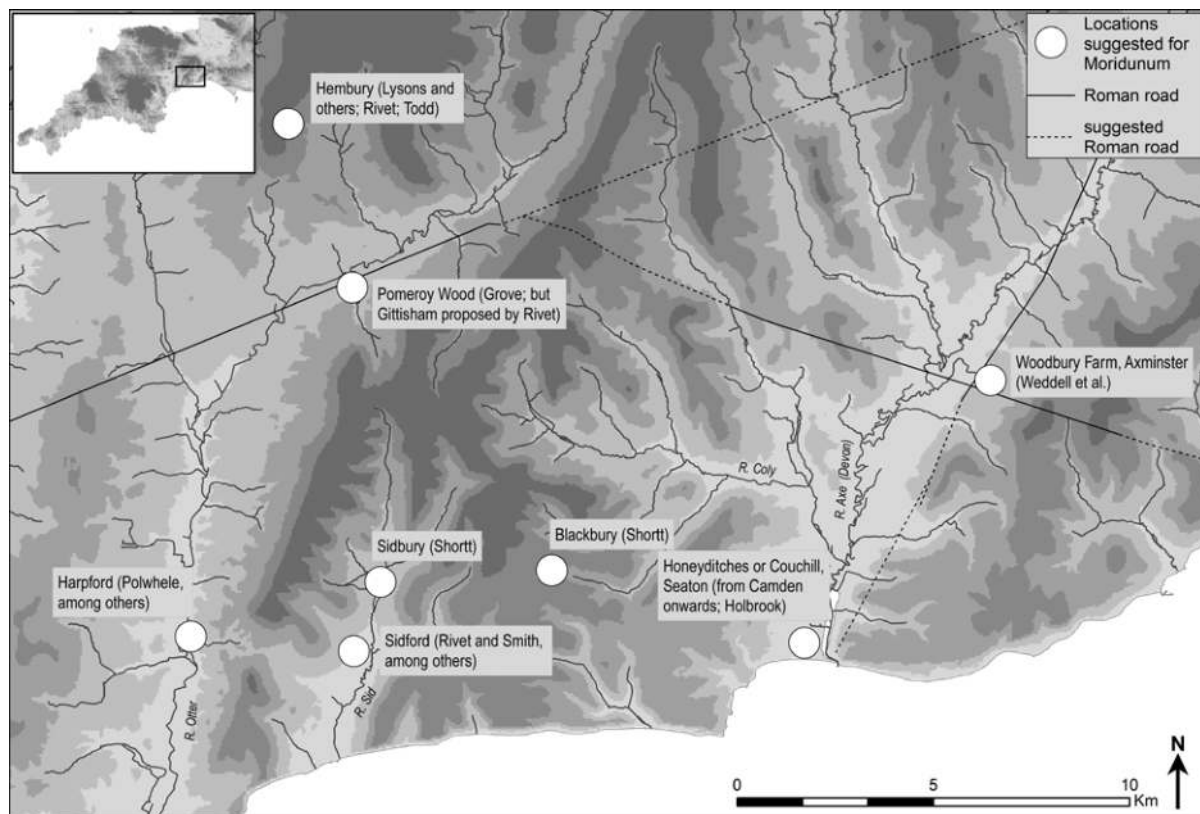 Locations
suggested for
Moridunum
Roman road
suggested
Roman road
Hembury (Lysons and
others; Rivet; Todd)
Pomeroy Wood (Grove; but
Gittisham proposed by Rivet)
Woodbury Farm, Axminster
(Weddell et al.)
R. Coly
R. Axe (Devon)
Sidbury (Shortt)
Blackbury (Shortt)
Honeyditches or Couchill,
Seaton (from Camden
onwards; Holbrook)
Harpford (Polwhele,
among others)
Sidford (Rivet and Smith,
among others)
R. Otter
R. Sid
N
0 5 10
Km